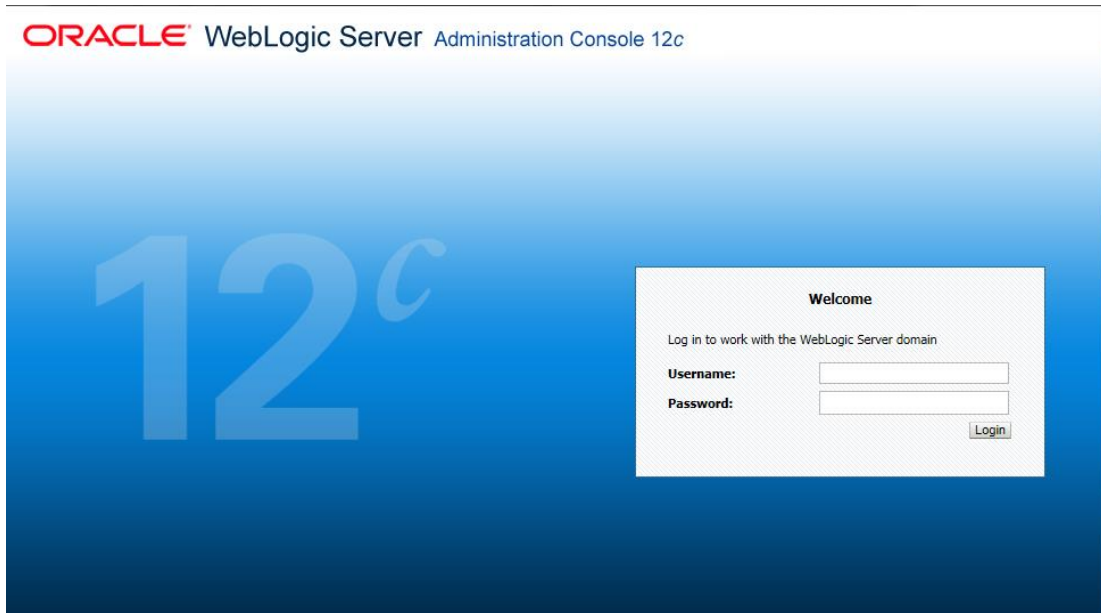 ORACLE WebLogic Server Administration Console 12c
12c
Welcome
Log in to work with the WebLogic Server domain
Username:
Password:
Login